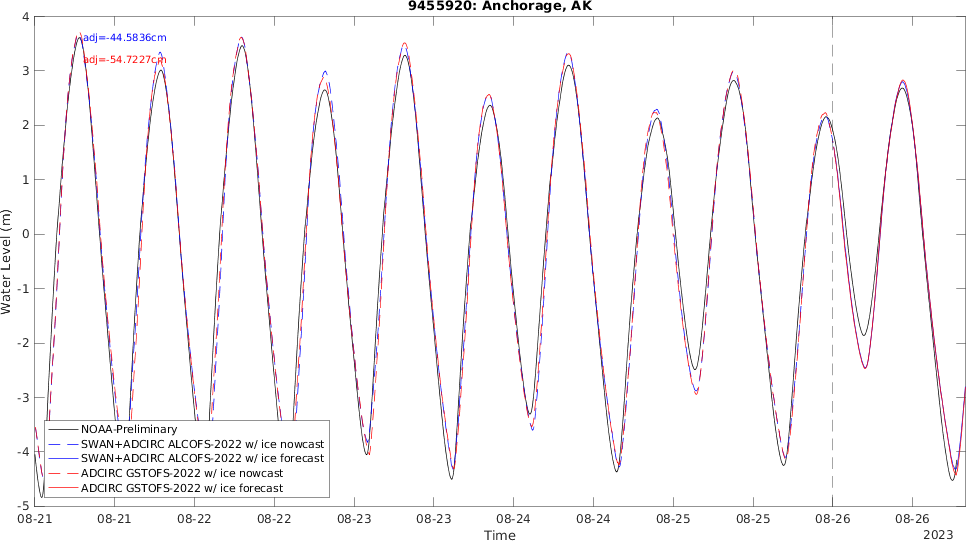 9455920: Anchorage, AK
adj=-44.5836cm
adj=-54.7227cm
4
3
2
1
0
-1
-2
-3
-4
-5
Water Level (m)
NOAA-Preliminary
SWAN+ADCIRC ALCOFS-2022 w/ ice nowcast
SWAN+ADCIRC ALCOFS-2022 w/ ice forecast
ADCIRC GSTOFS-2022 w/ ice nowcast
ADCIRC GSTOFS-2022 w/ ice forecast
08-21 08-21 08-22 08-22 08-23 08-23 08-24 08-24 08-25 08-25 08-26 08-26
Time
2023